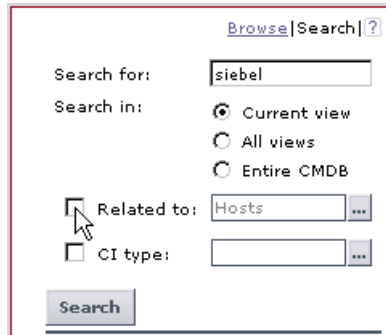 Browse|Search|?
Search for: siebel
Search in: Current view
All views
Entire CMDB
Related to: Hosts ...
CI type: ...
Search